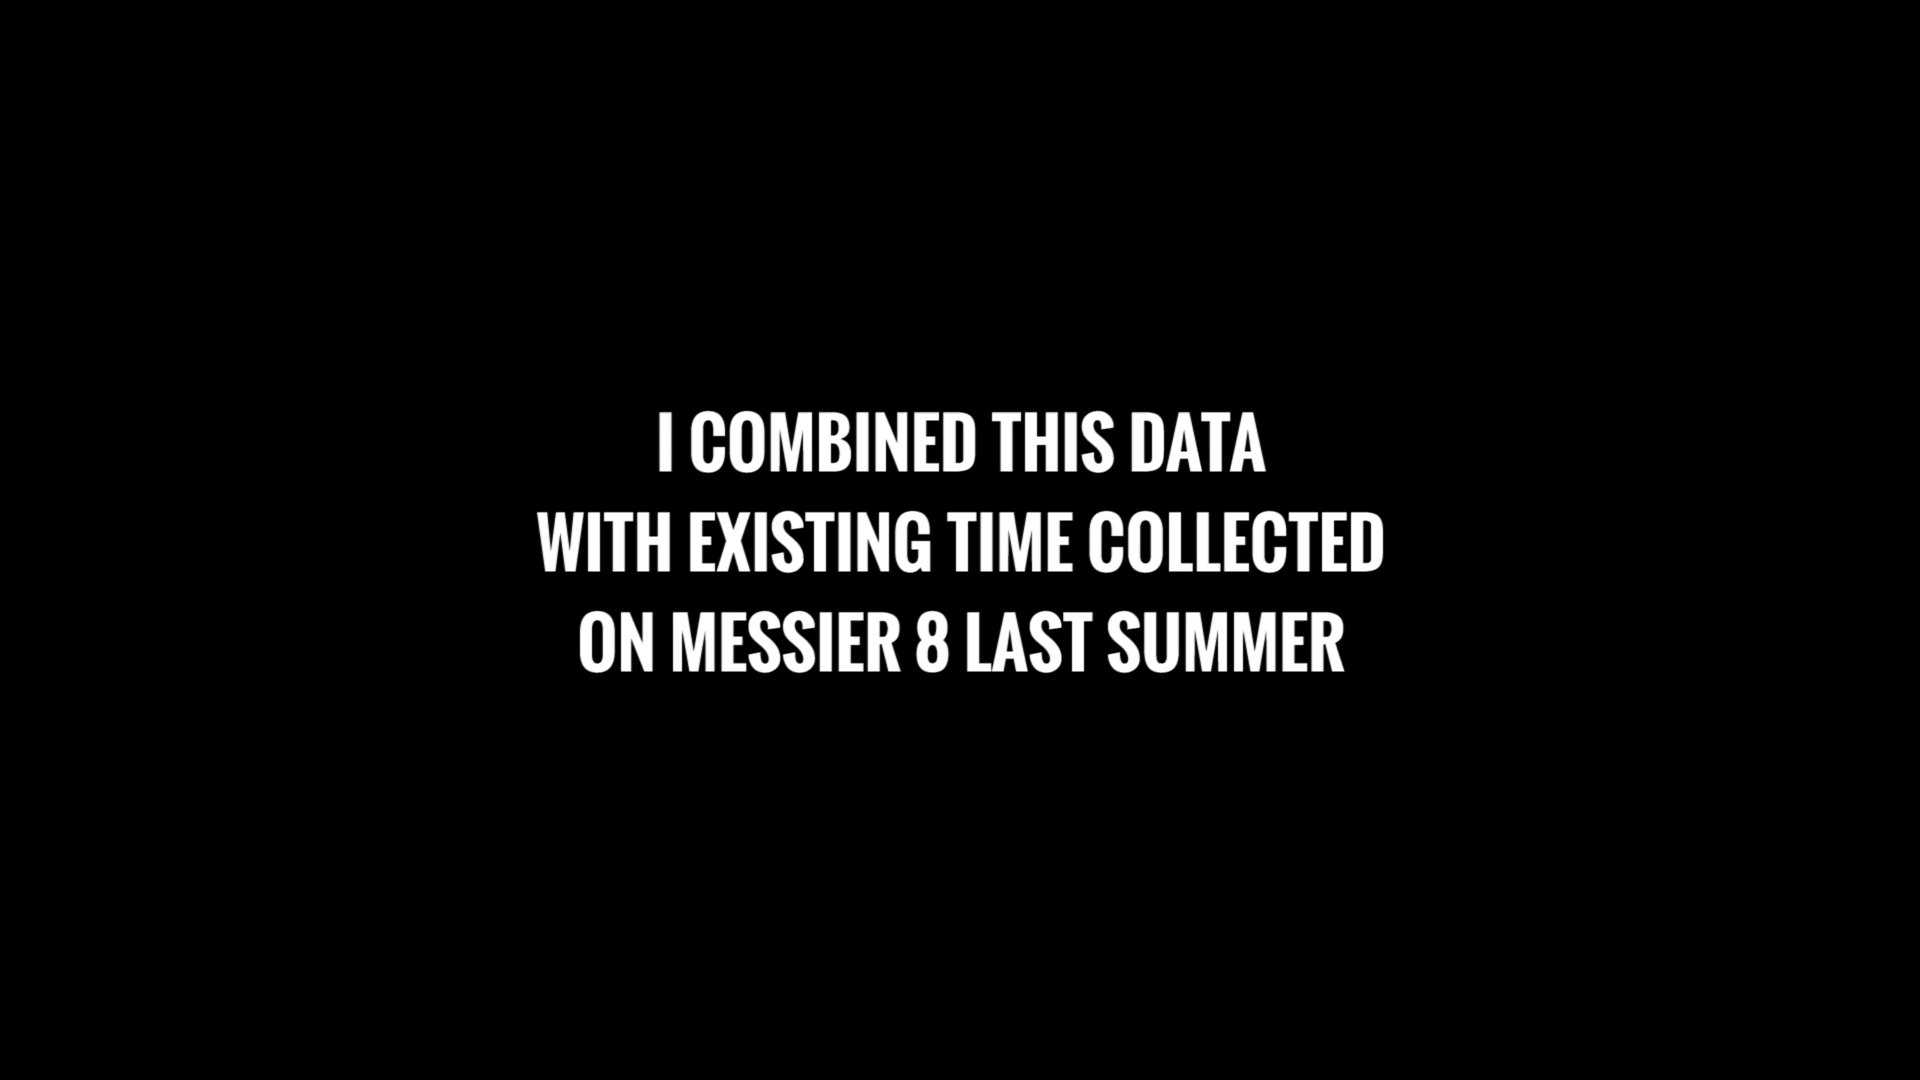 I COMBINED THIS DATA
WITH EXISTING TIME COLLECTED
ON MESSIER 8 LAST SUMMER